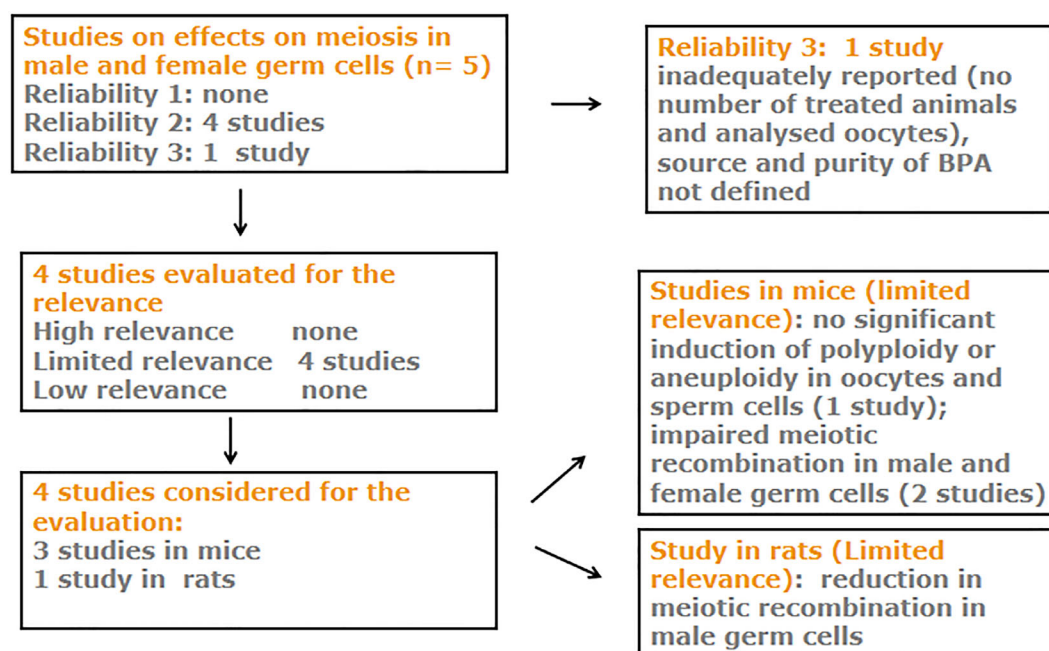 Studies on effects on meiosis in
male and female germ cells (n= 5)
Reliability 1: none
Reliability 2: 4 studies
Reliability 3: 1 study
Reliability 3: 1 study
inadequately reported (no
number of treated animals
and analysed oocytes),
source and purity of BPA
not defined
4 studies evaluated for the
relevance
High relevance none
Limited relevance 4 studies
Low relevance none
Studies in mice (limited
relevance): no significant
induction of polyploidy or
aneuploidy in oocytes and
sperm cells (1 study);
impaired meiotic
recombination in male and
female germ cells (2 studies)
4 studies considered for the
evaluation:
3 studies in mice
1 study in rats
Study in rats (Limited
relevance): reduction in
meiotic recombination in
male germ cells